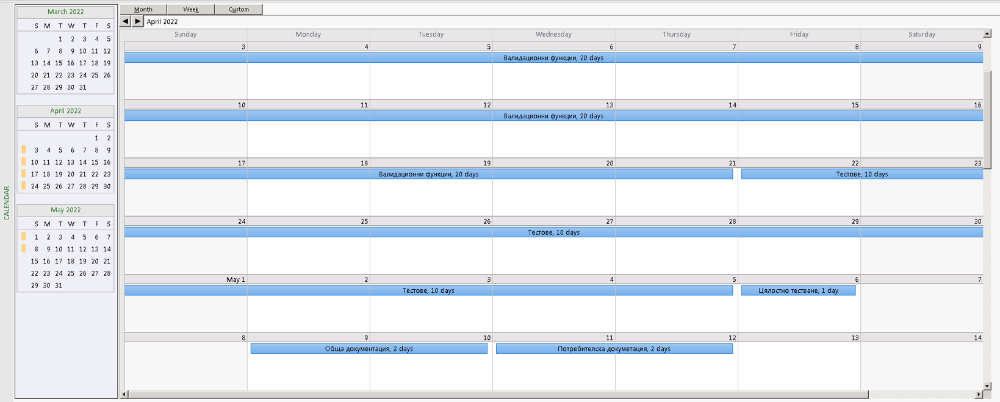 CALENDAR
March 2022
S M T W T F S
1 2 3 4 5
6 7 8 9 10 11 12
13 14 15 16 17 18 19
20 21 22 23 24 25 26
27 28 29 30 31
April 2022
S M T W T F S
1 2
3 4 5 6 7 8 9
10 11 12 13 14 15 16
17 18 19 20 21 22 23
24 25 26 27 28 29 30
May 2022
S M T W T F S
1 2 3 4 5 6 7
8 9 10 11 12 13 14
15 16 17 18 19 20 21
22 23 24 25 26 27 28
29 30 31
Month Week Custom
April 2022
Sunday Monday Tuesday Wednesday Thursday Friday Saturday
3 4 5 6 7 8 9
Валидационни функции, 20 days
10 11 12 13 14 15 16
Валидационни функции, 20 days
17 18 19 20 21 22 23
Валидационни функции, 20 days Тестове, 10 days
24 25 26 27 28 29 30
Тестове, 10 days
May 1 2 3 4 5 6 7
Тестове, 10 days Цялостно тестване, 1 day
8 9 10 11 12 13 14
Обща документация, 2 days Потребителска докуметация, 2 days